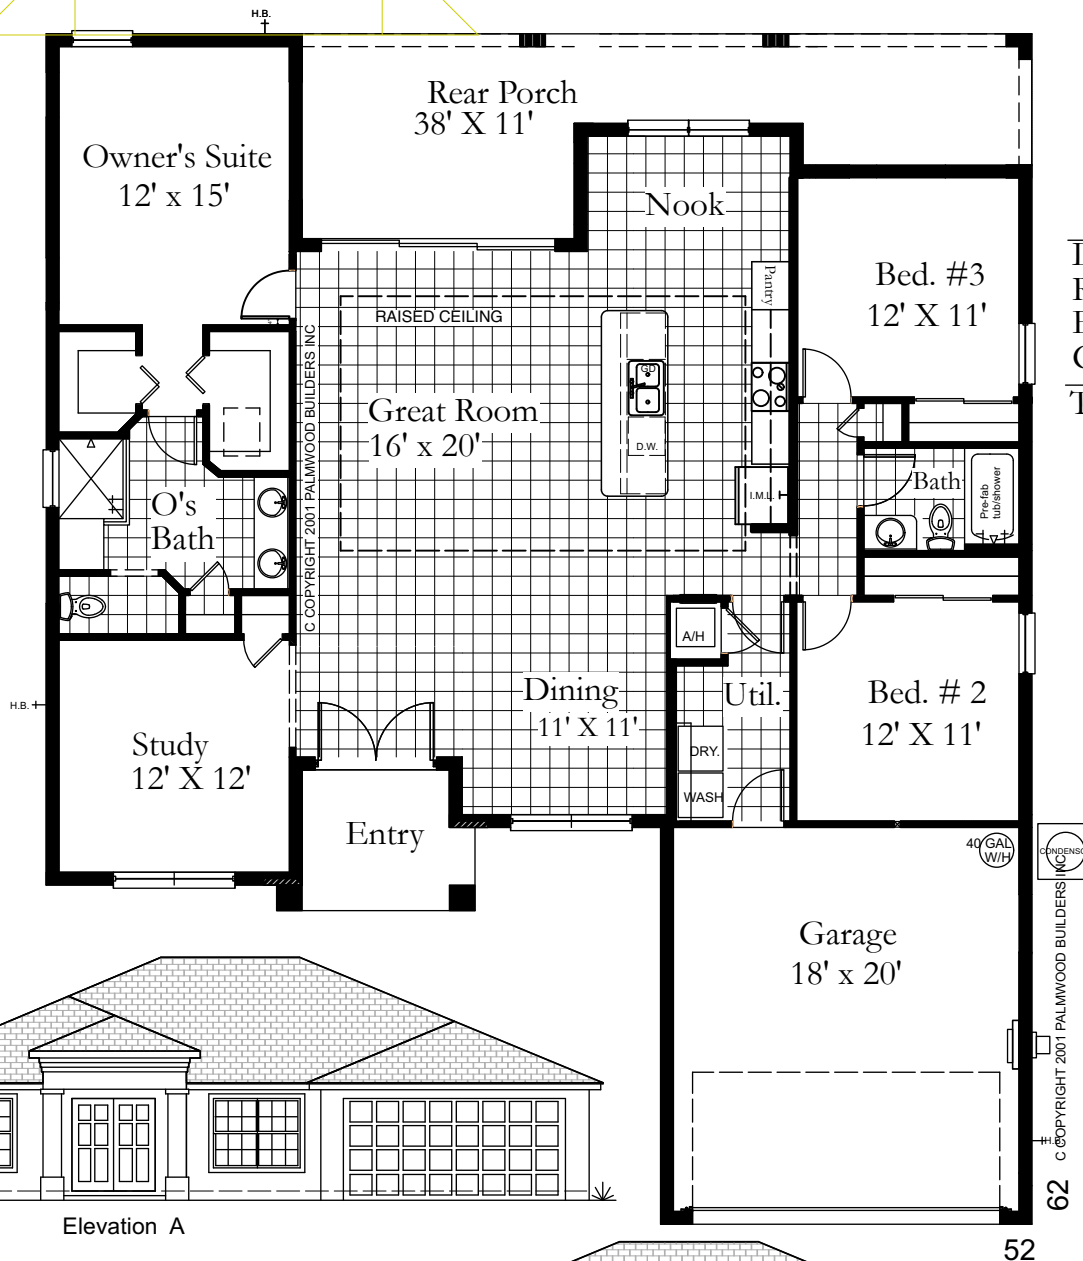 H.B.
Rear Porch
38' X 11'
Owner's Suite
12' x 15'
Nook
Pantry
Bed. #3
12' X 11'
RAISED CEILING
C COPYRIGHT 2001 PALMWOOD BUILDERS INC
GD
D.W.
Great Room
16' x 20'
I.M.L.
Bath
Pre-fab
tub/shower
O's
Bath
A/H
Util.
Dining
11' X 11'
Bed. # 2
12' X 11'
H.B.
Study
12' X 12'
DRY.
WASH
Entry
40 GAL
W/H
Garage
18' x 20'
C COPYRIGHT 2001 PALMWOOD BUILDERS INC
62
52
Elevation A